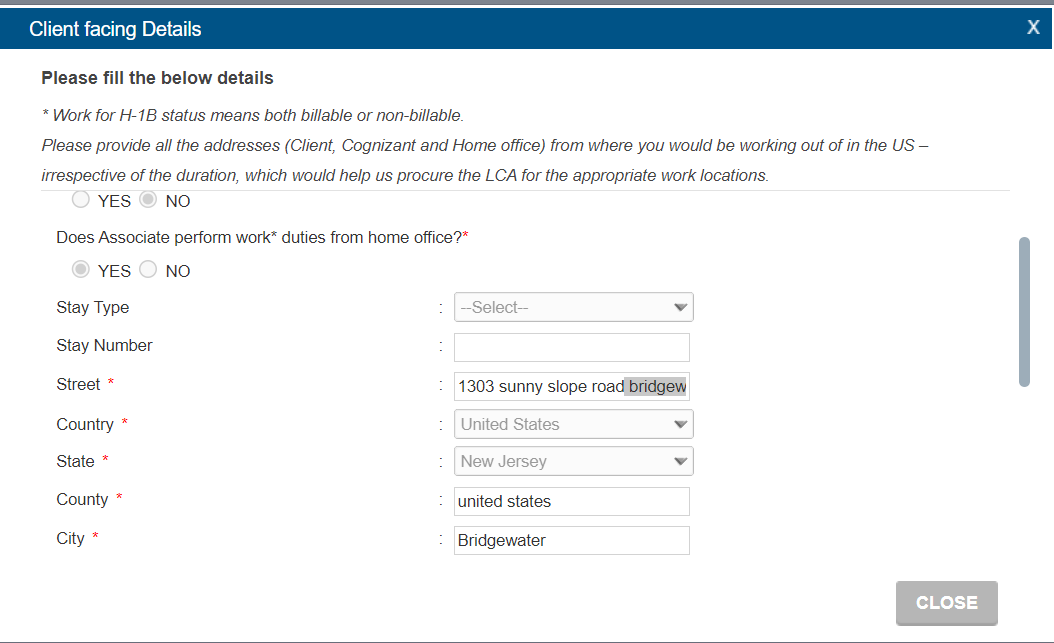 Client facing Details X
Please fill the below details
* Work for H-1B status means both billable or non-billable.
Please provide all the addresses (Client, Cognizant and Home office) from where you would be working out of in the US –
irrespective of the duration, which would help us procure the LCA for the appropriate work locations.
YES NO
Does Associate perform work* duties from home office?*
YES NO
Stay Type : --Select--
Stay Number :
Street * : 1303 sunny slope road bridgew
Country * : United States
State * : New Jersey
County * : united states
City * : Bridgewater
CLOSE